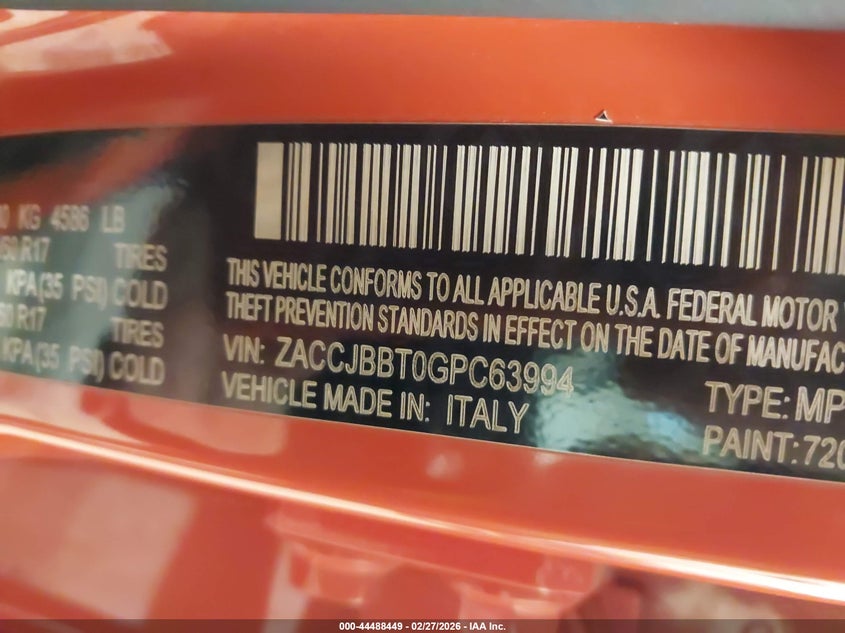 KG 4586 LB
50 R17 TIRES
KPA(35 PSI) COLD
R17 TIRES
KPA(35 PSI) COLD
THIS VEHICLE CONFORMS TO ALL APPLICABLE U.S.A. FEDERAL MOTOR
THEFT PREVENTION STANDARDS IN EFFECT ON THE DATE OF MANUFAC
VIN: ZACCJBBT0GPC63994
VEHICLE MADE IN: ITALY
TYPE: MP
PAINT: 720
000-44488449 - 02/27/2026 - IAA Inc.